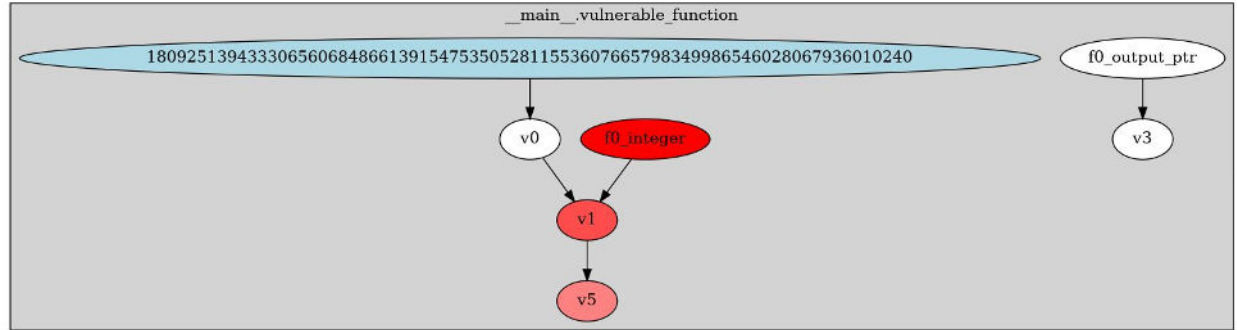 __main__.vulnerable_function
1809251394333065606848661391547535052811553607665798349986546028067936010240
f0_output_ptr
v0
f0_integer
v3
v1
v5